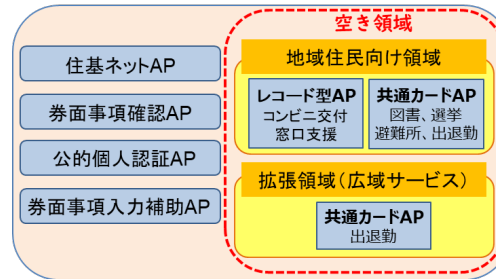 空き領域
住基ネットAP
券面事項確認AP
公的個人認証AP
券面事項入力補助AP
地域住民向け領域
レコード型AP
コンビニ交付
窓口支援
共通カードAP
図書、選挙
避難所、出退勤
拡張領域(広域サービス)
共通カードAP
出退勤